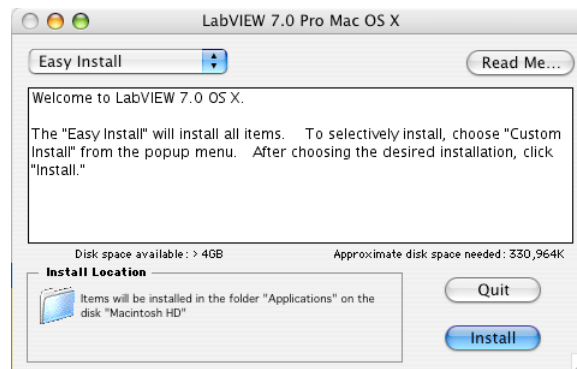 LabVIEW 7.0 Pro Mac OS X
Easy Install
Read Me...
Welcome to LabVIEW 7.0 OS X.
The "Easy Install" will install all items. To selectively install, choose "Custom
Install" from the popup menu. After choosing the desired installation, click
"Install."
Disk space available: > 4GB
Approximate disk space needed: 330,964K
Install Location
Items will be installed in the folder "Applications" on the
disk "Macintosh HD"
Quit
Install